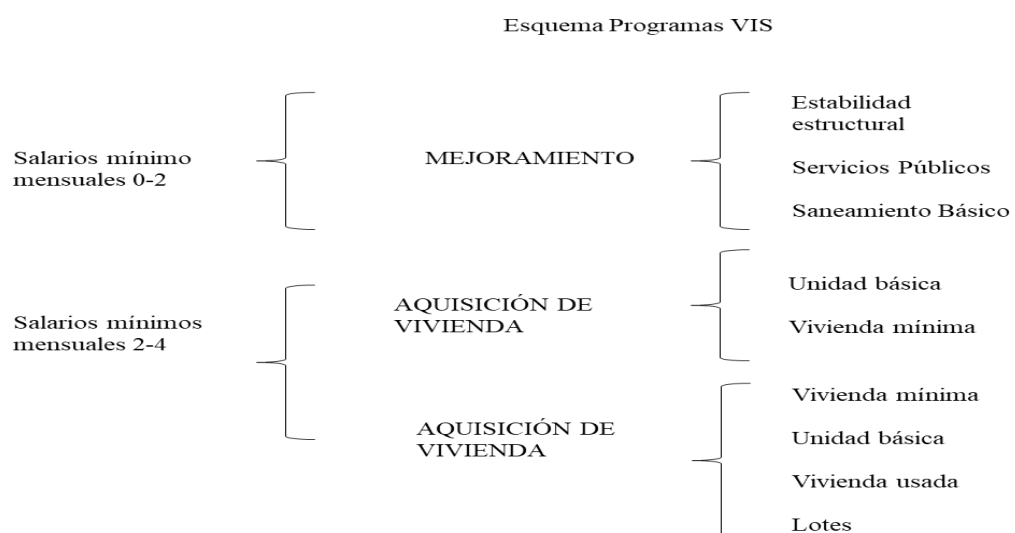 Esquema Programas VIS
Salarios mínimo
mensuales 0-2
MEJORAMIENTO
Estabilidad
estructural
Servicios Públicos
Saneamiento Básico
Salarios mínimos
mensuales 2-4
AQUISICIÓN DE
VIVIENDA
Unidad básica
Vivienda mínima
AQUISICIÓN DE
VIVIENDA
Vivienda mínima
Unidad básica
Vivienda usada
Lotes